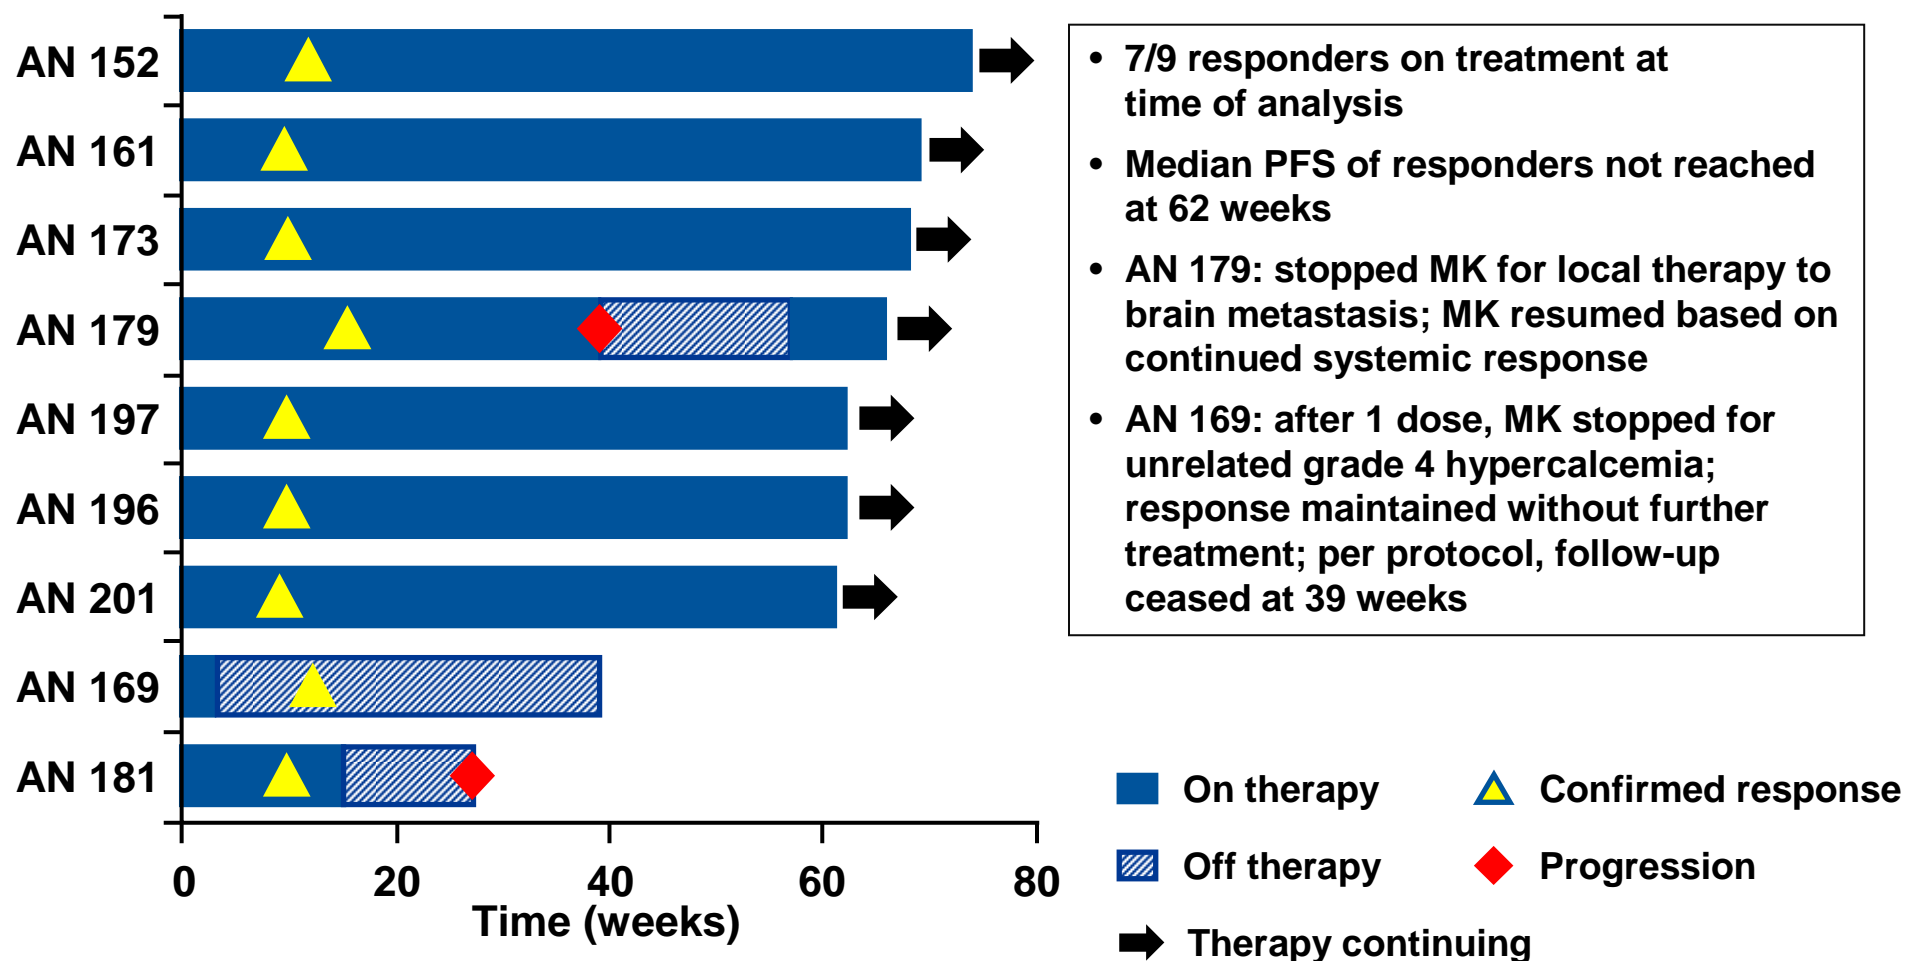 AN 152
AN 161
AN 173
AN 179
AN 197
AN 196
AN 201
AN 169
AN 181
0 20 40 60 80
Time (weeks)
• 7/9 responders on treatment at
time of analysis
• Median PFS of responders not reached
at 62 weeks
• AN 179: stopped MK for local therapy to
brain metastasis; MK resumed based on
continued systemic response
• AN 169: after 1 dose, MK stopped for
unrelated grade 4 hypercalcemia;
response maintained without further
treatment; per protocol, follow-up
ceased at 39 weeks
On therapy
Confirmed response
Off therapy
Progression
Therapy continuing